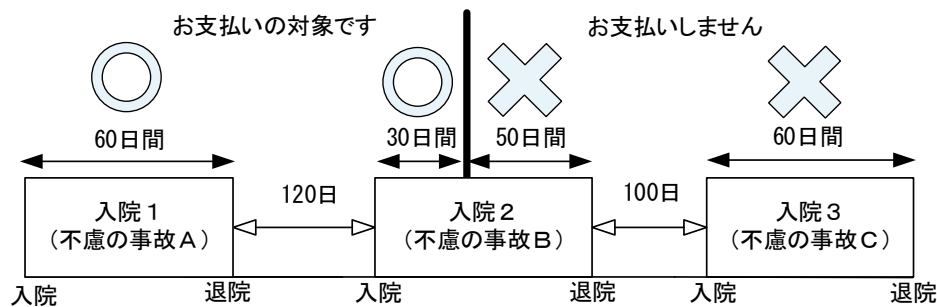 お支払いの対象です
お支払いしません
60日間
30日間
50日間
60日間
120日
100日
入院1
(不慮の事故A)
入院2
(不慮の事故B)
入院3
(不慮の事故C)
入院
退院
入院
退院
入院
退院